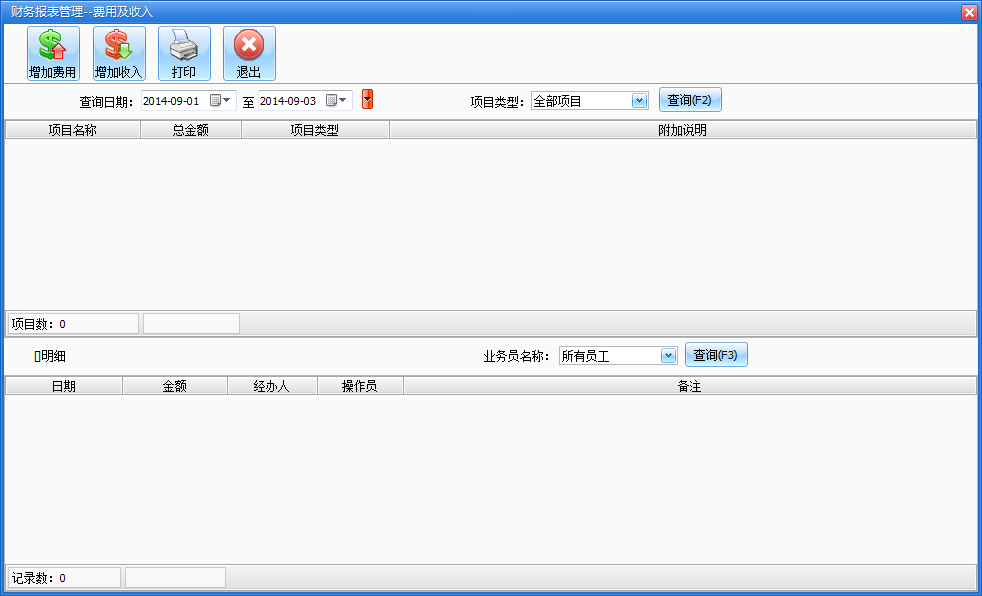 财务报表管理--费用及收入
增加费用 增加收入 打印 退出
查询日期： 2014-09-01 至 2014-09-03 项目类型： 全部项目 查询(F2)
项目名称 总金额 项目类型 附加说明
项目数：0
▯明细 业务员名称： 所有员工 查询(F3)
日期 金额 经办人 操作员 备注
记录数：0